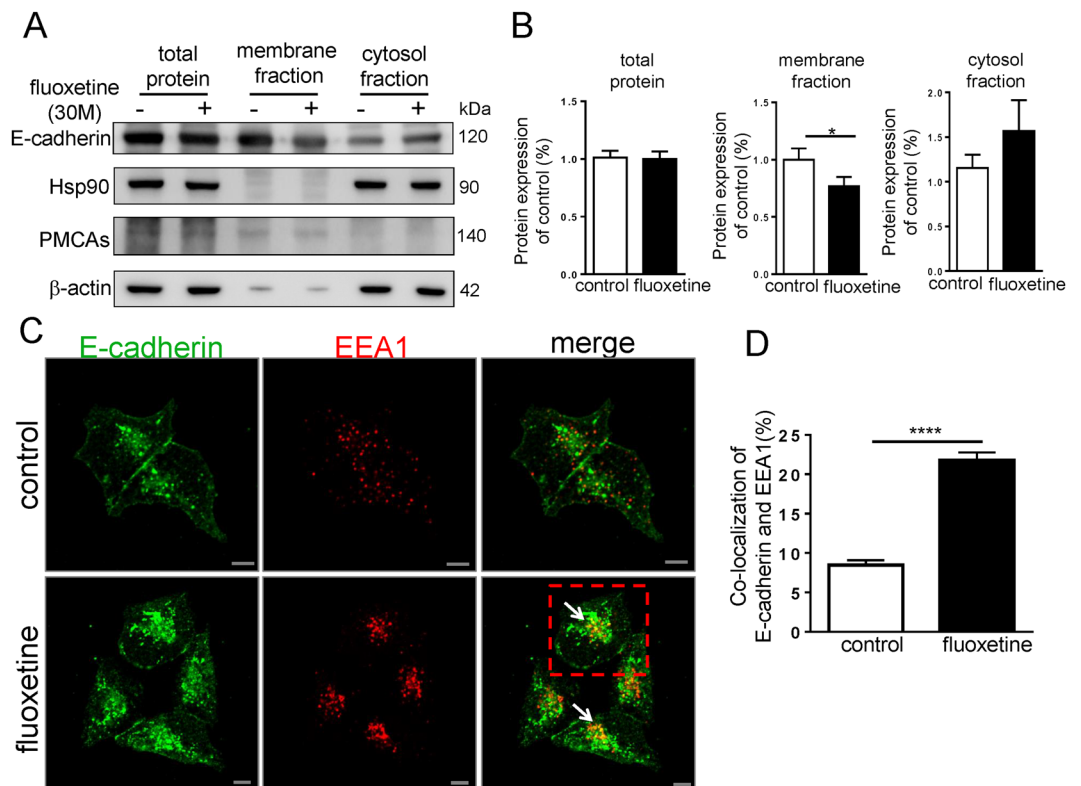 A
total
protein
membrane
fraction
cytosol
fraction
fluoxetine
(30M)
- + - + - +
kDa
E-cadherin
120
Hsp90
90
PMCAs
140
β-actin
42
B
total
protein
Protein expression
of control (%)
1.5
1.0
0.5
0.0
control fluoxetine
membrane
fraction
Protein expression
of control (%)
1.5
1.0
0.5
0.0
*
control fluoxetine
cytosol
fraction
Protein expression
of control (%)
2.0
1.5
1.0
0.5
0.0
control fluoxetine
C
E-cadherin
EEA1
merge
control
fluoxetine
D
Co-localization of
E-cadherin and EEA1(%)
25
20
15
10
5
0
****
control
fluoxetine